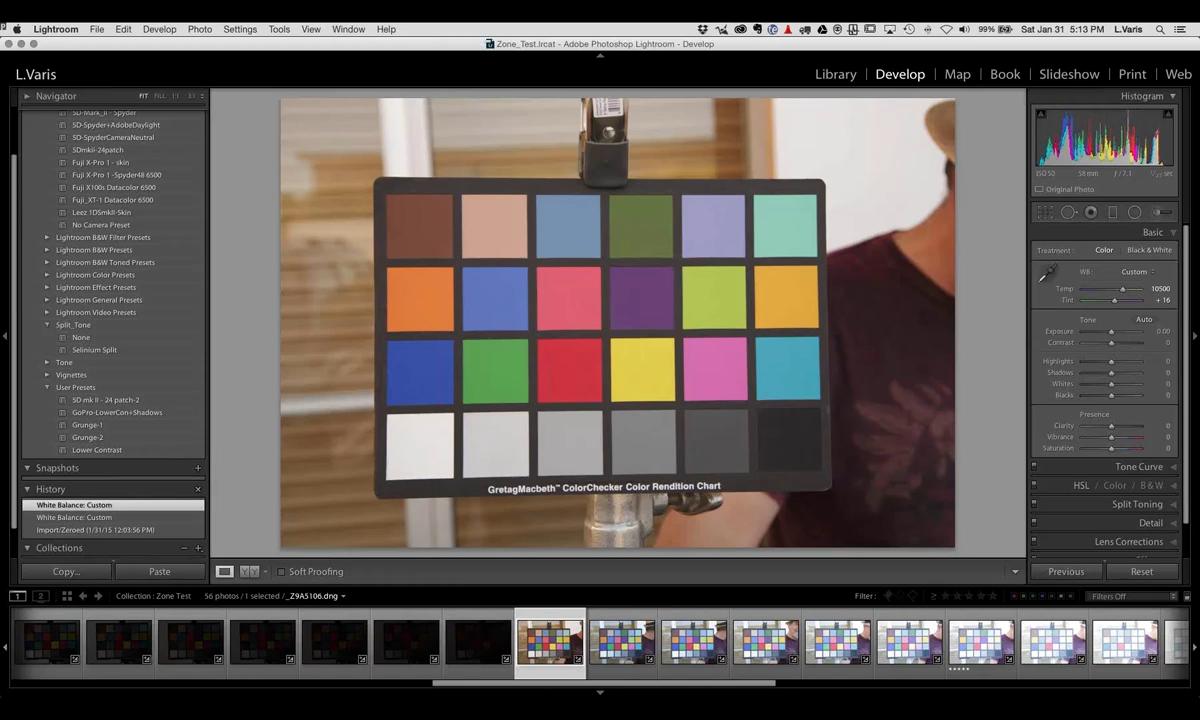 Lightroom File Edit Develop Photo Settings Tools View Window Help 99% Sat Jan 31 5:13 PM L.Varis
Zone_Test.lrcat - Adobe Photoshop Lightroom - Develop
L.Varis Library Develop Map Book Slideshow Print Web
Navigator FIT FILL 1:1
5D-Mark_II - Spyder
5D-Spyder+AdobeDaylight
5D-SpyderCameraNeutral
5Dmkii-24patch
Fuji X-Pro 1 - skin
Fuji X-Pro 1 -Spyder48 6500
Fuji X100s Datacolor 6500
Fuji_XT-1 Datacolor 6500
Leez 1DSmkII-Skin
No Camera Preset
Lightroom B&W Filter Presets
Lightroom B&W Presets
Lightroom B&W Toned Presets
Lightroom Color Presets
Lightroom Effect Presets
Lightroom General Presets
Lightroom Video Presets
Split_Tone
None
Selinium Split
Tone
Vignettes
User Presets
5D mk II - 24 patch-2
GoPro-LowerCon+Shadows
Grunge-1
Grunge-2
Lower Contrast
Snapshots
History
White Balance: Custom
White Balance: Custom
Import/Zeroed (1/31/15 12:03:56 PM)
Collections
Copy... Paste
GretagMacbeth™ ColorChecker Color Rendition Chart
Soft Proofing
Histogram
ISO 50 58 mm f / 7.1
Original Photo
Basic
Treatment: Color Black & White
WB: Custom
Temp 10500
Tint + 16
Tone Auto
Exposure 0.00
Contrast 0
Highlights 0
Shadows 0
Whites 0
Blacks 0
Presence
Clarity 0
Vibrance 0
Saturation 0
Tone Curve
HSL / Color / B & W
Split Toning
Detail
Lens Corrections
Previous Reset
1 2 Collection: Zone Test 56 photos / 1 selected / _Z9A5106.dng Filter: Filters Off